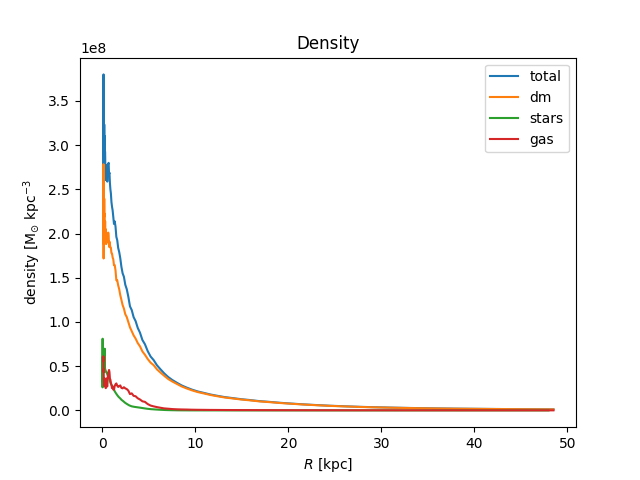 Density
1e8
total
dm
stars
gas
3.5
3.0
2.5
2.0
1.5
1.0
0.5
0.0
density [M⊙ kpc⁻³]
0 10 20 30 40 50
R [kpc]